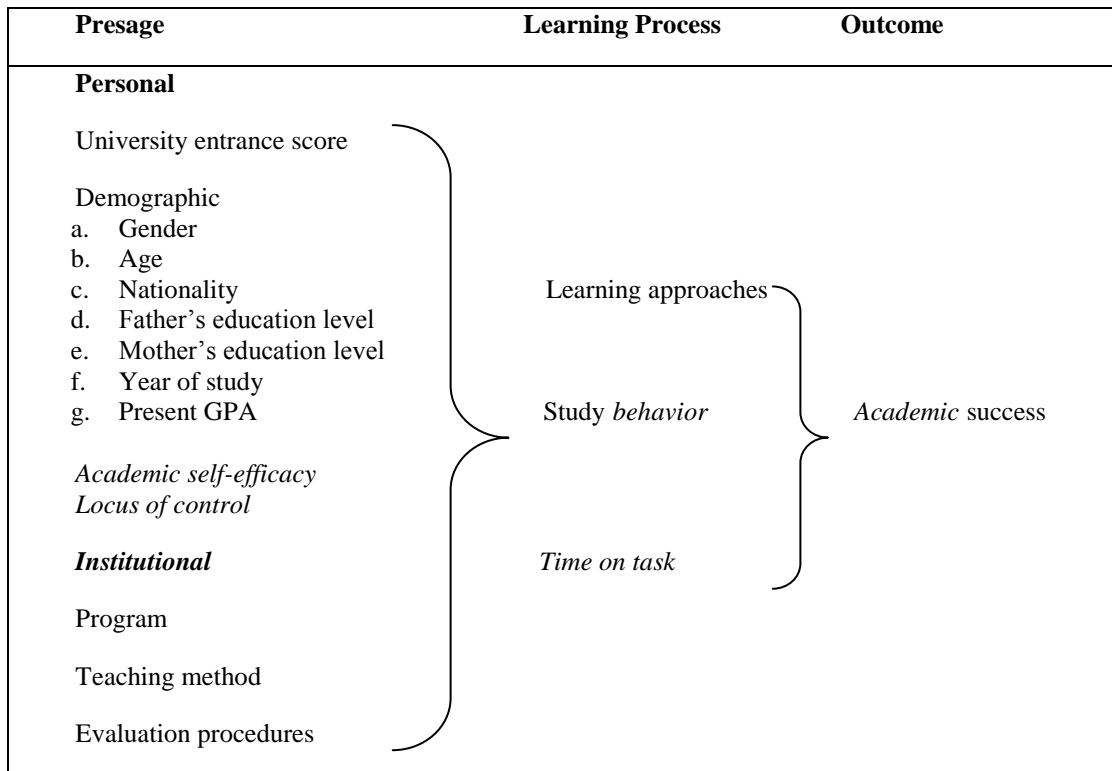 Presage Learning Process Outcome
Personal
University entrance score
Demographic
a. Gender
b. Age
c. Nationality Learning approaches
d. Father’s education level
e. Mother’s education level
f. Year of study
g. Present GPA Study behavior Academic success
Academic self-efficacy
Locus of control
Institutional Time on task
Program
Teaching method
Evaluation procedures